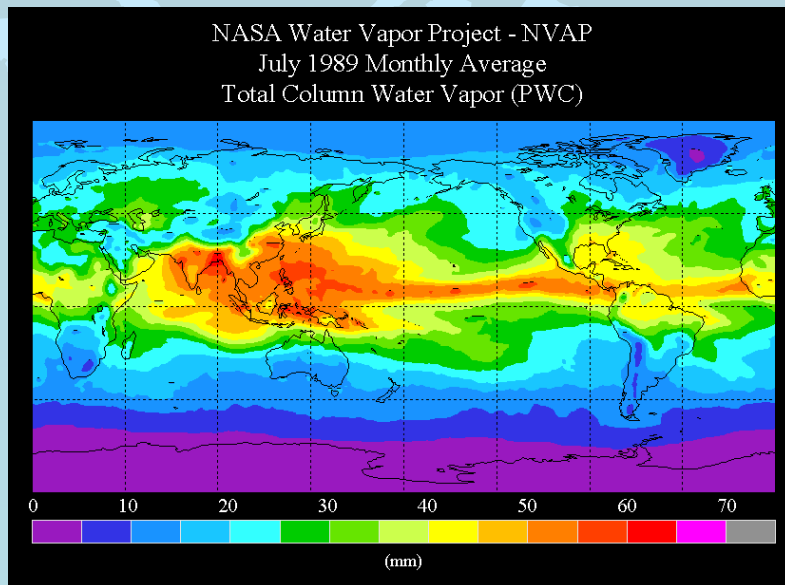 NASA Water Vapor Project - NVAP
July 1989 Monthly Average
Total Column Water Vapor (PWC)
0 10 20 30 40 50 60 70
(mm)